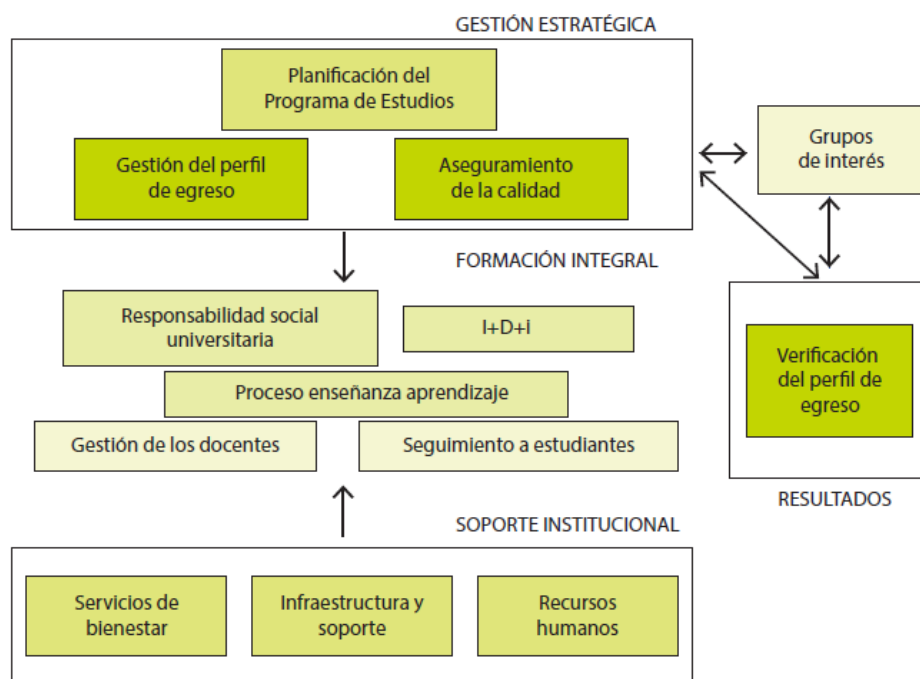 GESTIÓN ESTRATÉGICA
Planificación del
Programa de Estudios
Gestión del perfil
de egreso
Aseguramiento
de la calidad
Grupos
de interés
FORMACIÓN INTEGRAL
Responsabilidad social
universitaria
I+D+i
Proceso enseñanza aprendizaje
Gestión de los docentes
Seguimiento a estudiantes
Verificación
del perfil de
egreso
RESULTADOS
SOPORTE INSTITUCIONAL
Servicios de
bienestar
Infraestructura y
soporte
Recursos
humanos